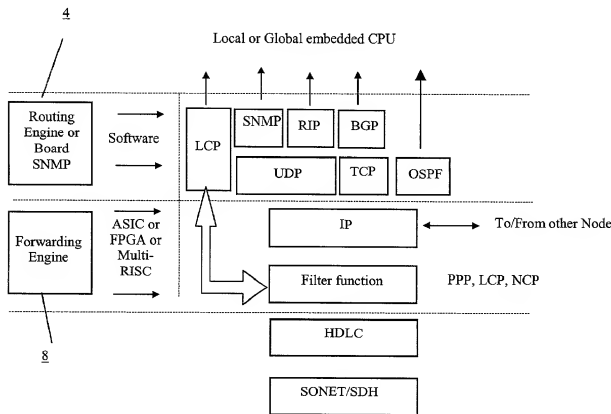 4
Local or Global embedded CPU
Routing
Engine or
Board
SNMP
Software
LCP
SNMP
RIP
BGP
UDP
TCP
OSPF
Forwarding
Engine
ASIC or
FPGA or
Multi-
RISC
IP
To/From other Node
Filter function
PPP, LCP, NCP
8
HDLC
SONET/SDH